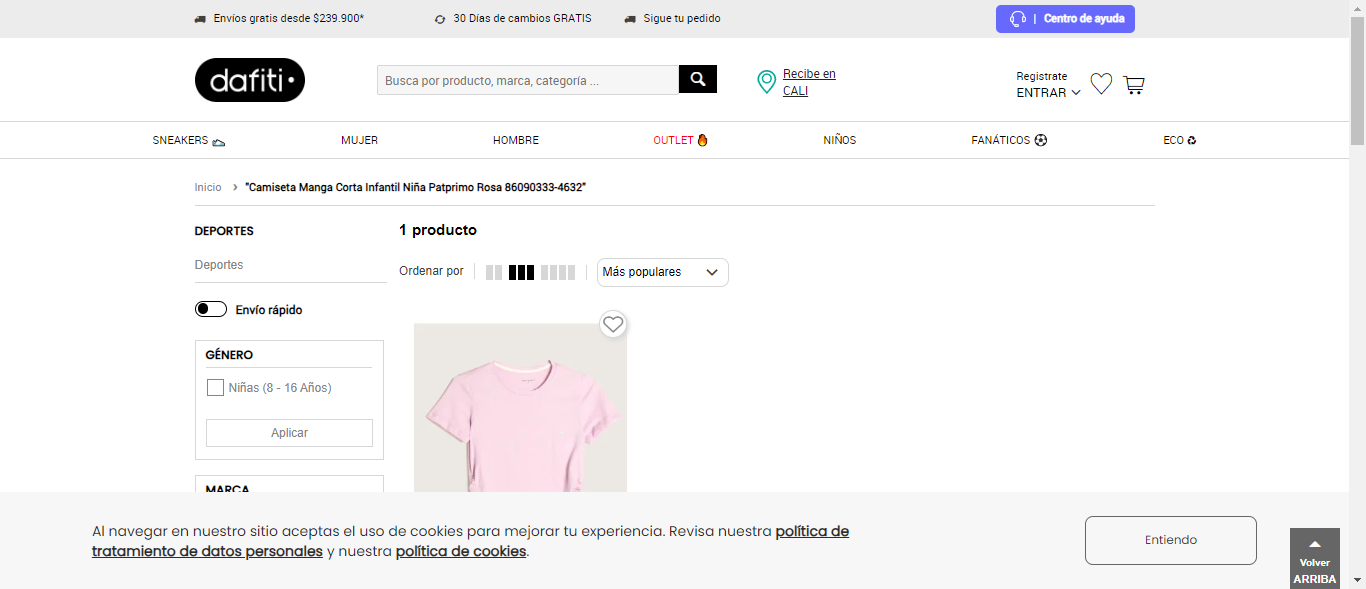 Envíos gratis desde $239.900*
30 Días de cambios GRATIS
Sigue tu pedido
| Centro de ayuda
dafiti
Busca por producto, marca, categoría ...
Recibe en
CALI
Registrate
ENTRAR
SNEAKERS
MUJER
HOMBRE
OUTLET
NIÑOS
FANÁTICOS
ECO
Inicio > "Camiseta Manga Corta Infantil Niña Patprimo Rosa 86090333-4632"
DEPORTES
Deportes
Envío rápido
GÉNERO
Niñas (8 - 16 Años)
Aplicar
MARCA
1 producto
Ordenar por
Más populares
Al navegar en nuestro sitio aceptas el uso de cookies para mejorar tu experiencia. Revisa nuestra política de
tratamiento de datos personales y nuestra política de cookies.
Entiendo
Volver
ARRIBA